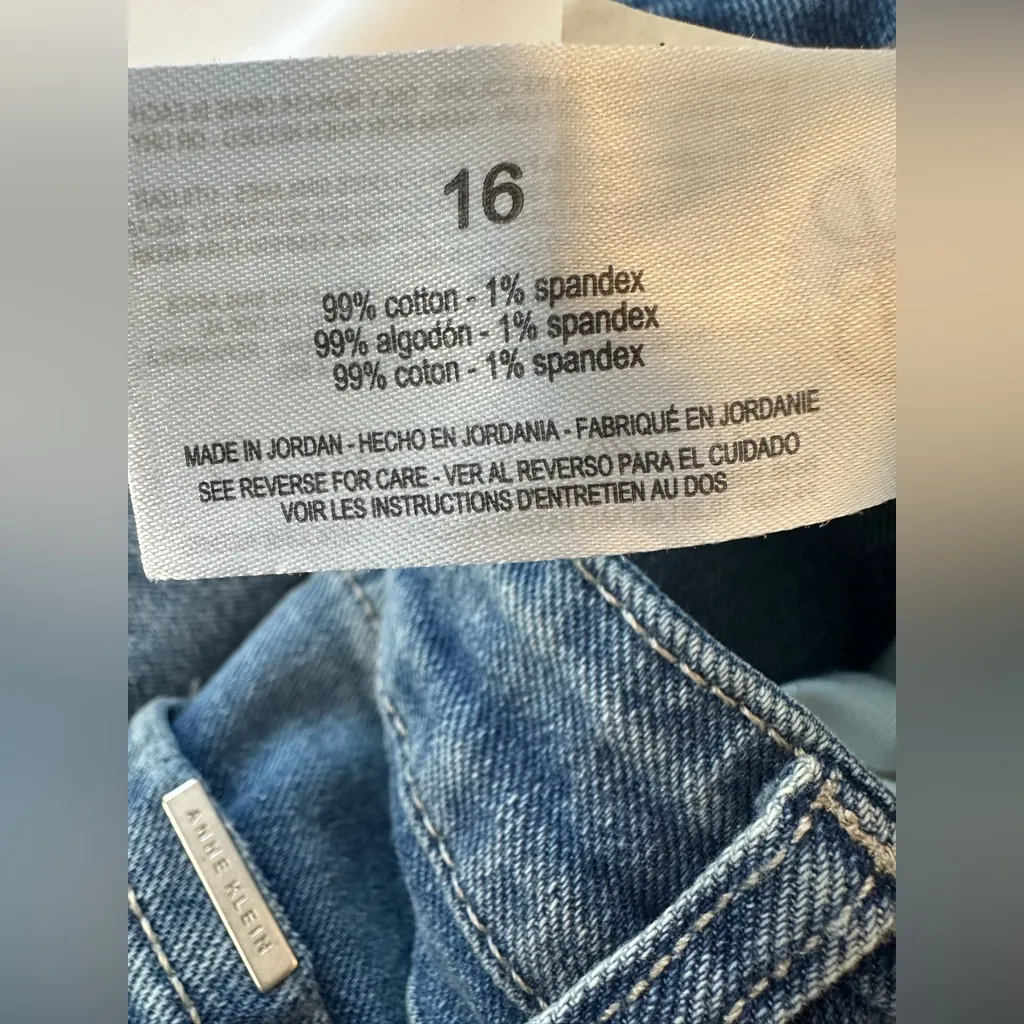 16
99% cotton - 1% spandex
99% algodón - 1% spandex
99% coton - 1% spandex
MADE IN JORDAN - HECHO EN JORDANIA - FABRIQUÉ EN JORDANIE
SEE REVERSE FOR CARE - VER AL REVERSO PARA EL CUIDADO
VOIR LES INSTRUCTIONS D'ENTRETIEN AU DOS
ANNE KLEIN